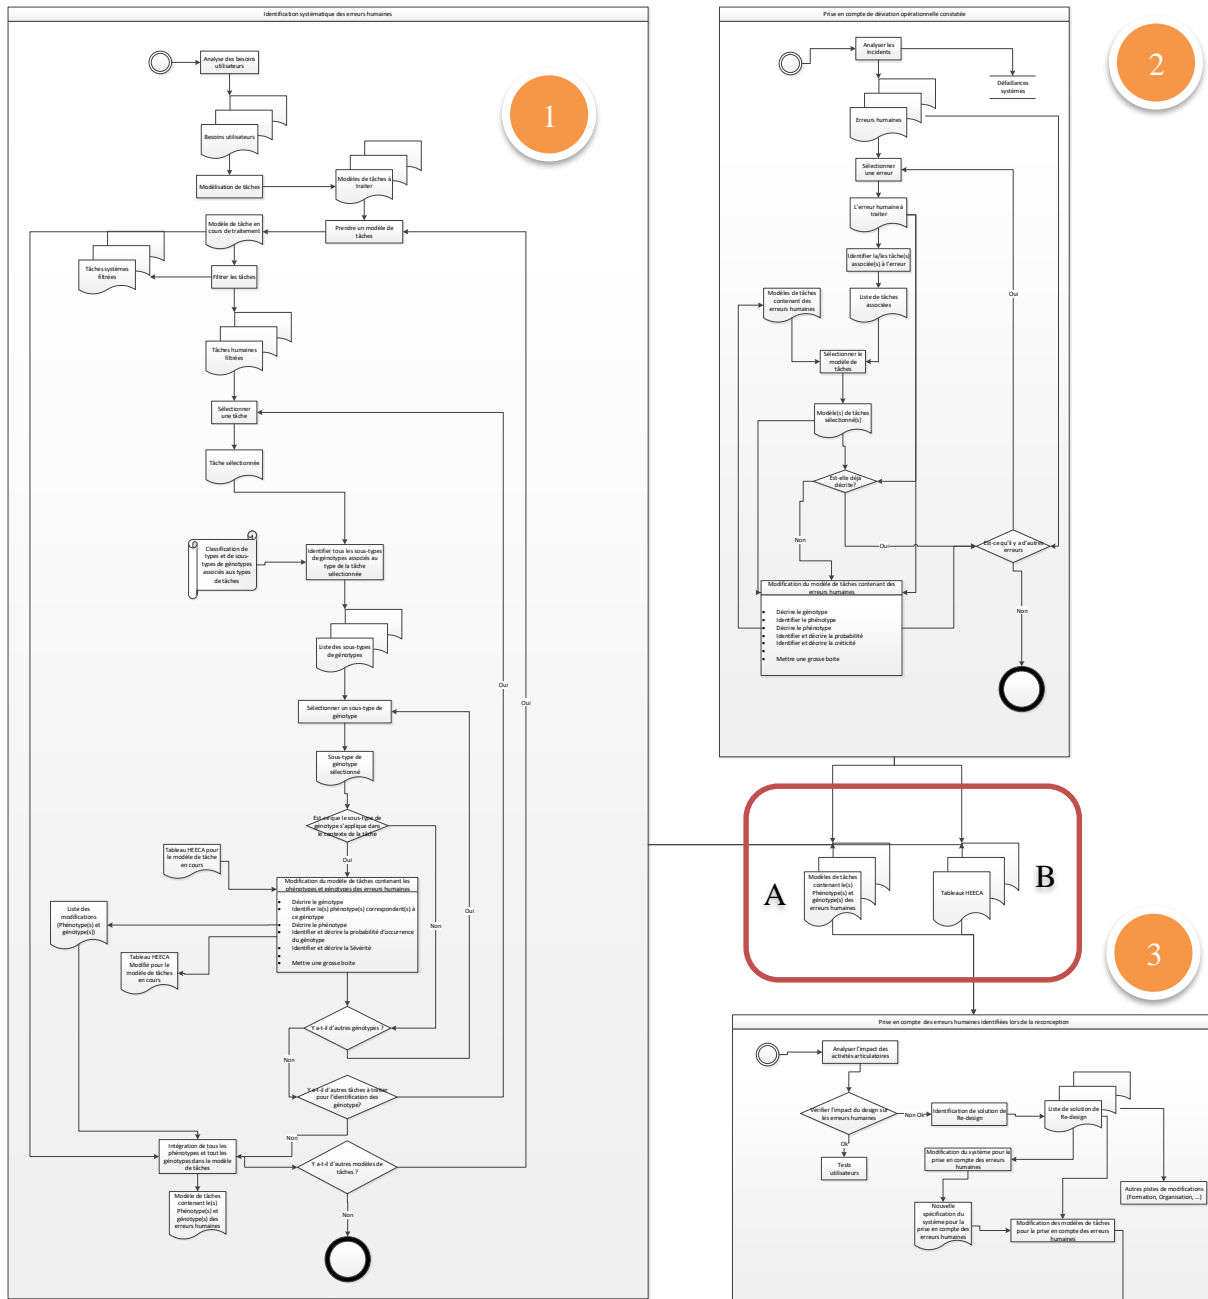 Identification systématique des erreurs humaines
1
Analyse des besoins
utilisateurs
Besoins utilisateurs
Modélisation de tâches
Modèles de tâches à
traiter
Modèle de tâche en
cours de traitement
Prendre un modèle de
tâches
Tâches systèmes
filtrées
Filtrer les tâches
Tâches humaines
filtrées
Sélectionner
une tâche
Tâche sélectionnée
Classification de
types et de sous-
types de génotypes
associés aux types
de tâches
Identifier tous les sous-types
de génotypes associés au
type de la tâche
sélectionnée
Liste des sous-types
de génotypes
Oui
Oui
Sélectionner un sous-type de
génotype
Sous-type de
génotype
sélectionné
Est-ce que le sous-type de
génotype s'applique dans
le contexte de la tâche
Oui
Tableau HEECA pour
le modèle de tâche
en cours
Modification du modèle de tâches contenant les
phénotypes et génotypes des erreurs humaines
• Décrire le génotype
• Identifier le(s) phénotype(s) correspondant(s) à
ce génotype
• Décrire le phénotype
• Identifier et décrire la probabilité d'occurrence
du génotype
• Identifier et décrire la Sévérité
•
• Mettre une grosse boite
Oui
Non
Liste des
modifications
(Phénotype(s) et
génotype(s))
Tableau HEECA
Modifié pour le
modèle de tâches
en cours
Y a-t-il d'autres génotypes ?
Non
Y a-t-il d'autres tâches à traiter
pour l'identification des
génotype?
Non
Intégration de tous les
phénotypes et tout les
génotypes dans le modèle
de tâches
Y a-t-il d'autres modèles de
tâches ?
Modèle de tâches
contenant le(s)
Phénotype(s) et
génotype(s) des
erreurs humaines
Non
Prise en compte de déviation opérationnelle constatée
2
Analyser les
incidents
Défaillances
systèmes
Erreurs humaines
Sélectionner
une erreur
L'erreur humaine à
traiter
Identifier la/les tâche(s)
associée(s) à l'erreur
Modèles de tâches
contenant des
erreurs humaines
Liste de tâches
associées
Oui
Sélectionner le
modèle de
tâches
Modèle(s) de tâches
sélectionné(s)
Est-elle déjà
décrite?
Non
Oui
Est-ce qu'il y a d'autres
erreurs
Modification du modèle de tâches contenant des
erreurs humaines
• Décrire le génotype
• Identifier le phénotype
• Décrire le phénotype
• Identifier et décrire la probabilité
• Identifier et décrire la créticité
•
• Mettre une grosse boite
Non
A
Modèles de tâches
contenant le(s)
Phénotype(s) et
génotype(s) des
erreurs humaines
Tableaux HEECA
B
3
Prise en compte des erreurs humaines identifiées lors de la reconception
Analyser l'impact des
activités articulatoires
Vérifier l'impact du design sur
les erreurs humaines
Non Ok
Identification de solution de
Re-design
Liste de solution de
Re-design
Ok
Tests
utilisateurs
Modification du système pour la
prise en compte des erreurs
humaines
Autres pistes de modifications
(Formation, Organisation, ...)
Nouvelle
spécification du
système pour la
prise en compte des
erreurs humaines
Modification des modèles de tâches
pour la prise en compte des erreurs
humaines